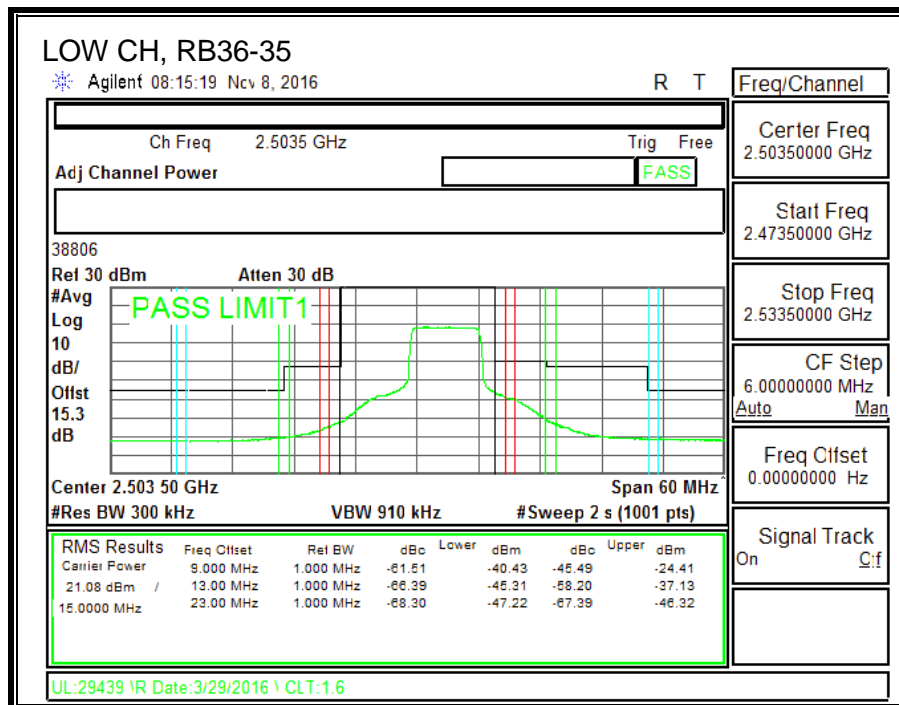 LOW CH, RB36-35
Agilent 08:15:19 Nov 8, 2016 R T
Freq/Channel
Ch Freq 2.5035 GHz Trig Free
Adj Channel Power PASS
Center Freq
2.50350000 GHz
Start Freq
2.47350000 GHz
38806
Ref 30 dBm Atten 30 dB
#Avg
Log
10
dB/
Offst
15.3
dB
PASS LIMIT1
Stop Freq
2.53350000 GHz
CF Step
6.00000000 MHz
Auto Man
Freq Offset
0.00000000 Hz
Center 2.503 50 GHz Span 60 MHz
#Res BW 300 kHz VBW 910 kHz #Sweep 2 s (1001 pts)
Signal Track
On Off
RMS Results Freq Offset Ref BW dBc Lower dBm dBc Upper dBm
Carrier Power 9.000 MHz 1.000 MHz -61.51 -40.43 -45.49 -24.41
21.08 dBm / 13.00 MHz 1.000 MHz -66.39 -45.31 -58.20 -37.13
15.0000 MHz 23.00 MHz 1.000 MHz -68.30 -47.22 -67.39 -46.32
UL:29439 \R Date:3/29/2016 \ CLT:1.6